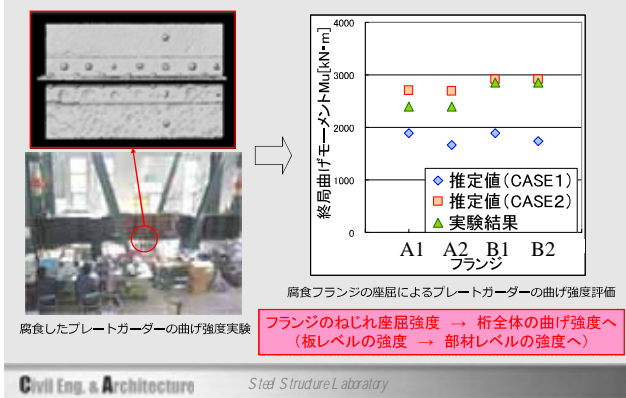 終局曲げモーメントMu[kN・m]
4000
3000
2000
1000
0
推定値(CASE1)
推定値(CASE2)
実験結果
A1 A2 B1 B2
フランジ
腐食フランジの座屈によるプレートガーダーの曲げ強度評価
腐食したプレートガーダーの曲げ強度実験
フランジのねじれ座屈強度 → 桁全体の曲げ強度へ
(板レベルの強度 → 部材レベルの強度へ)
Civil Eng. & Architecture
Steel Structure Laboratory